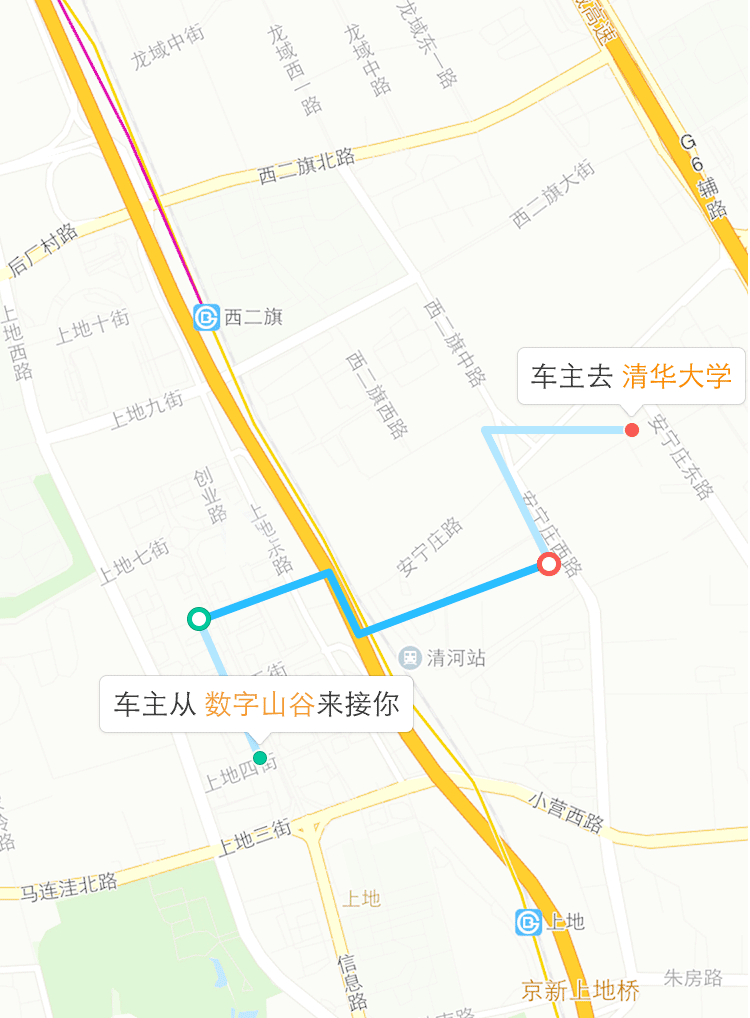 龙域中街
龙域西一路
龙域中路
龙域东一路
高速
G6辅路
西二旗北路
西二旗大街
后厂村路
上地西路
上地十街
西二旗
西二旗中路
西二旗西路
车主去 清华大学
上地九街
安宁庄东路
创业路
上地东路
安宁庄路
安宁庄西路
上地七街
清河站
车主从 数字山谷来接你
上地四街
小营西路
上地三街
马连洼北路
上地
上地
信息路
朱房路
京新上地桥